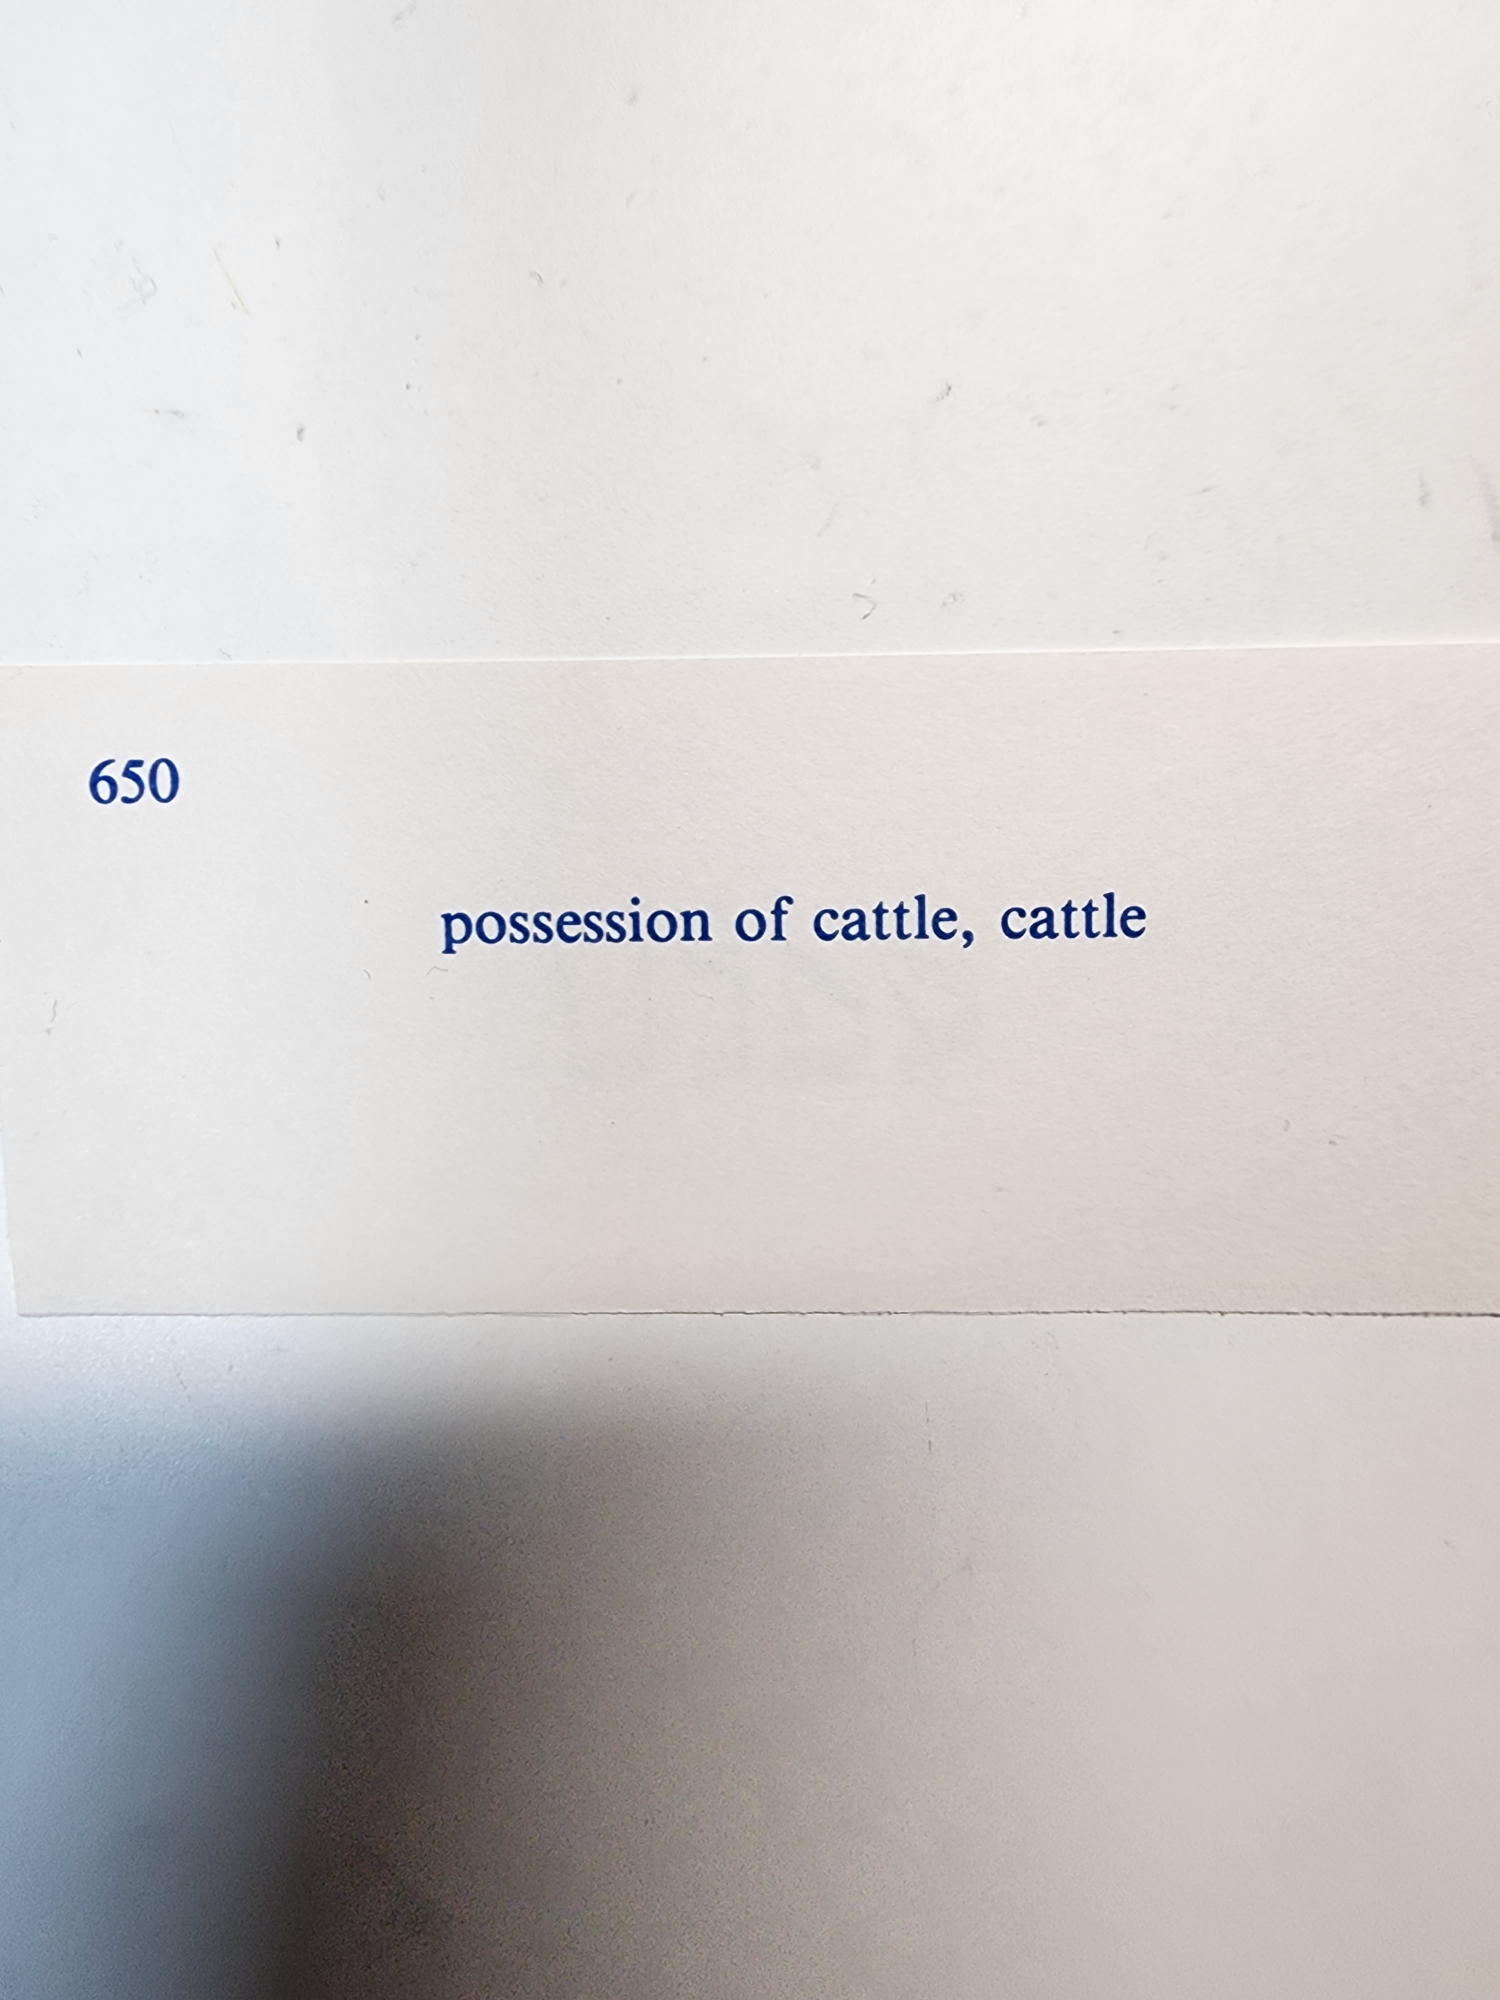 650
possession of cattle, cattle